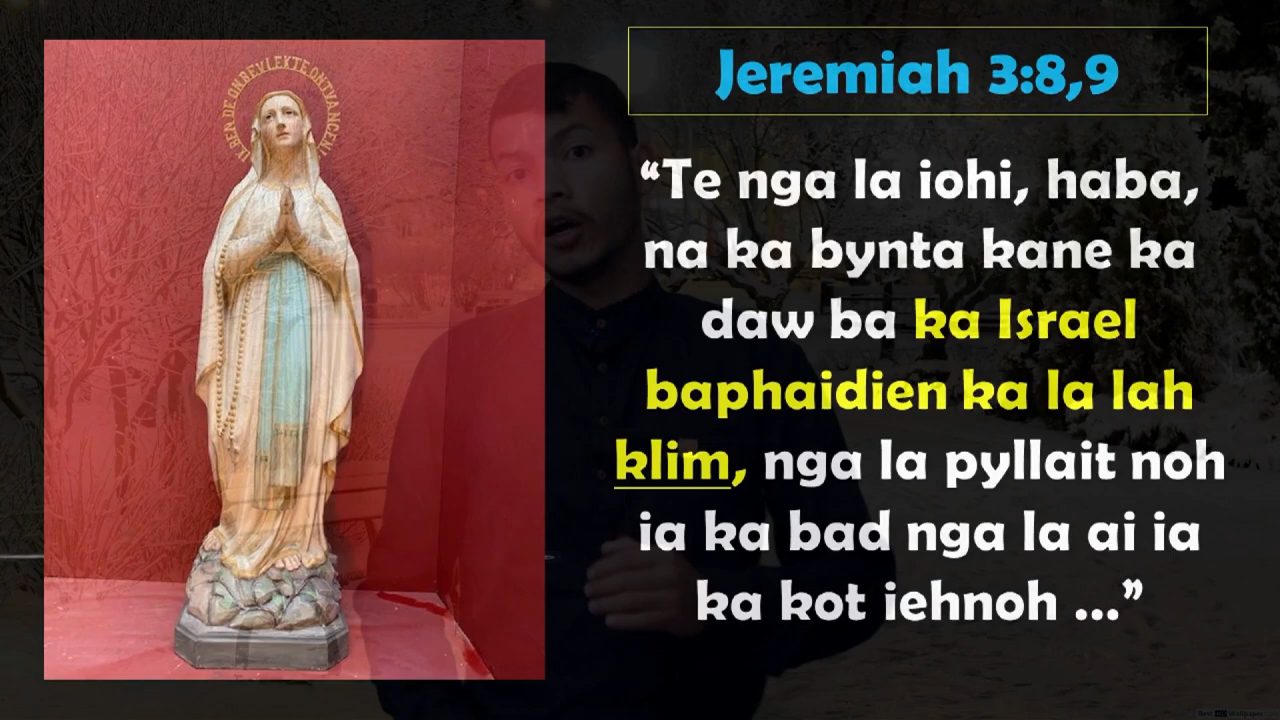 Jeremiah 3:8,9
“Te nga la iohi, haba,
na ka bynta kane ka
daw ba ka Israel
baphaidien ka la lah
klim, nga la pyllait noh
ia ka bad nga la ai ia
ka kot iehnoh ...”